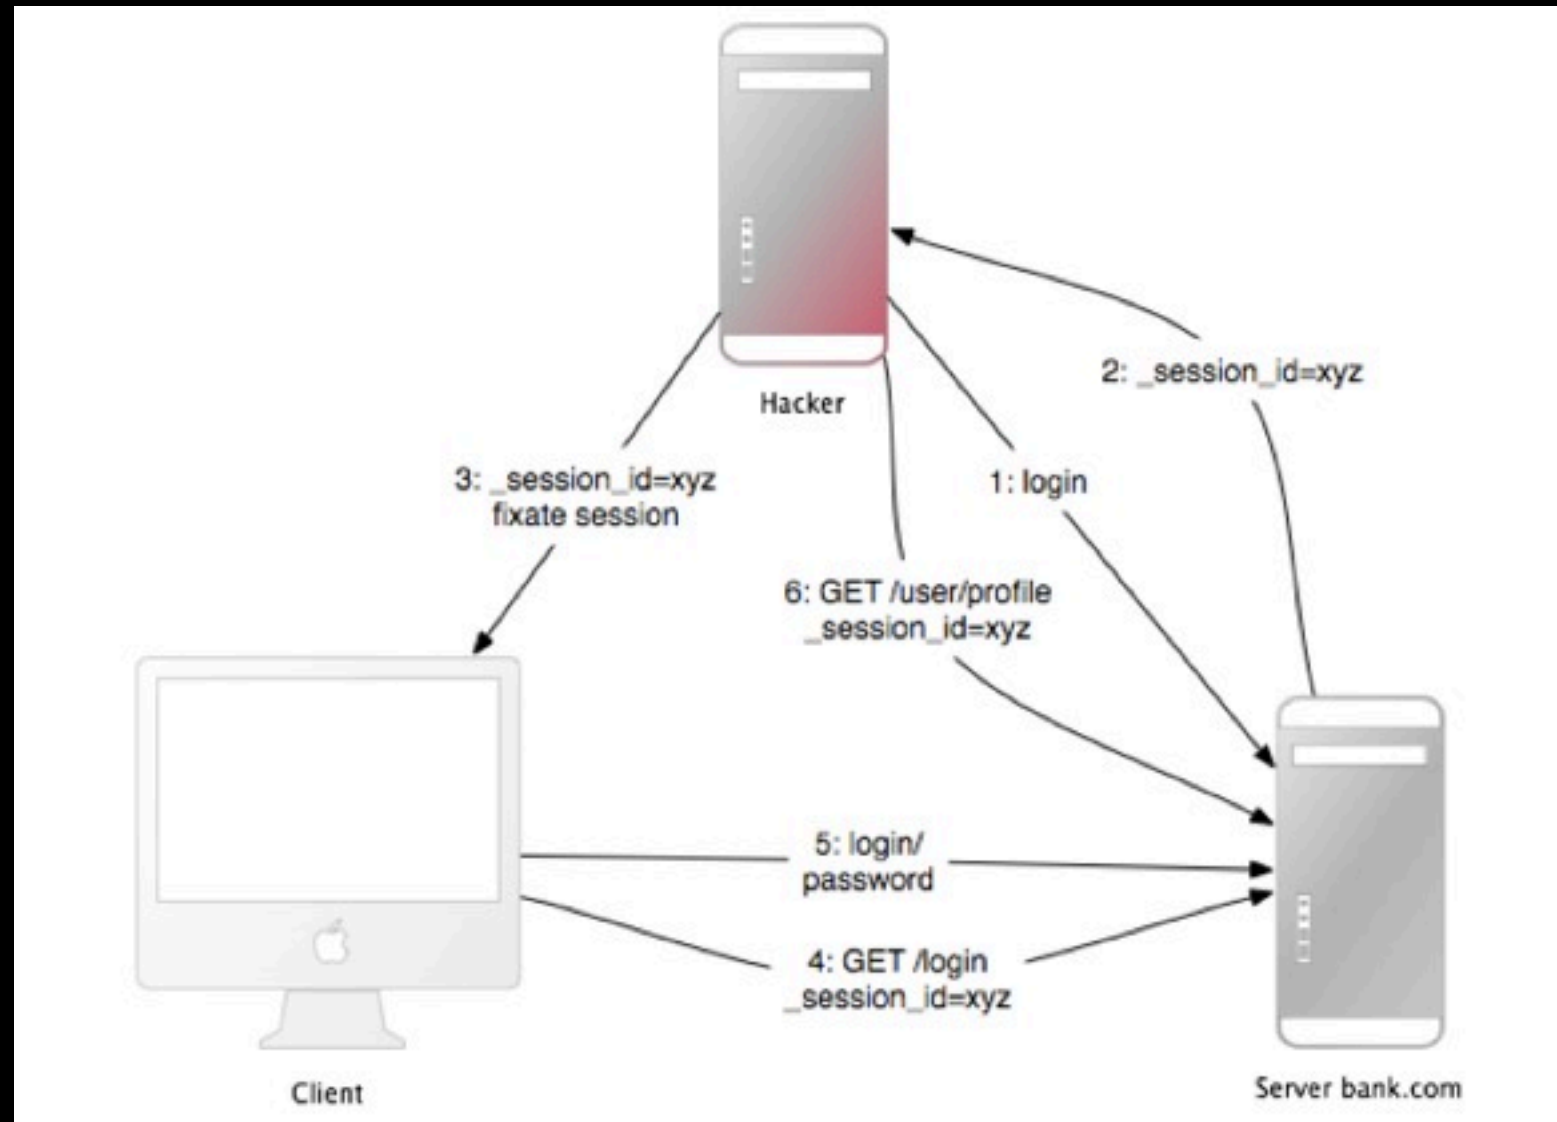 Hacker
2: _session_id=xyz
3: _session_id=xyz
fixate session
1: login
6: GET /user/profile
_session_id=xyz
5: login/
password
4: GET /login
_session_id=xyz
Client
Server bank.com